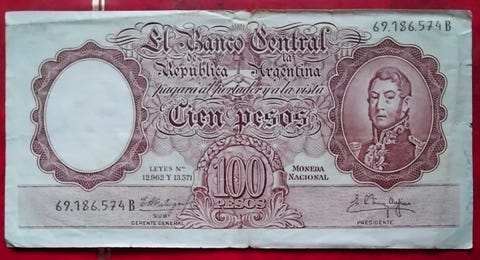 69.186.574 B
El Banco Central
de la
República Argentina
pagará al portador y a la vista
Cien pesos
LEYES Nos
12.962 Y 13.571
100
PESOS
MONEDA
NACIONAL
69.186.574 B
SUB
GERENTE GENERAL
PRESIDENTE